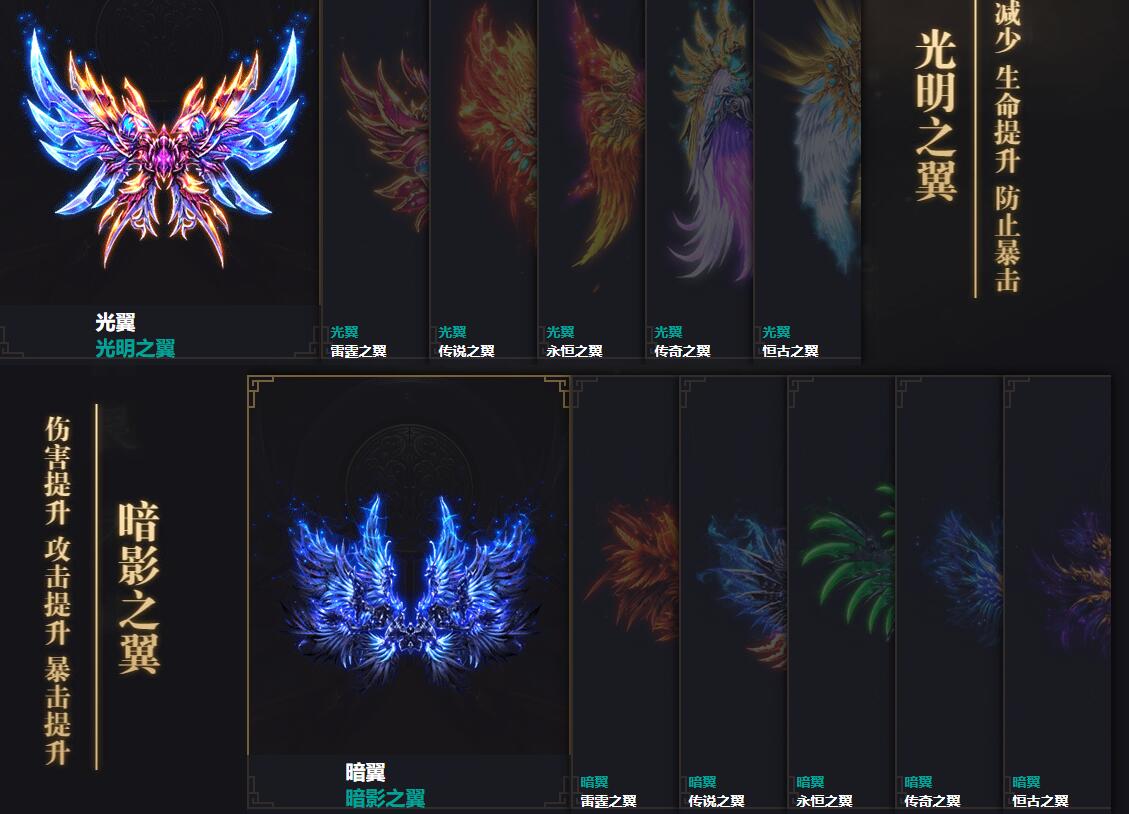 光明之翼
减少 生命提升 防止暴击
光翼
光明之翼
光翼
雷霆之翼
光翼
传说之翼
光翼
永恒之翼
光翼
传奇之翼
光翼
恒古之翼
伤害提升 攻击提升 暴击提升
暗影之翼
暗翼
暗影之翼
暗翼
雷霆之翼
暗翼
传说之翼
暗翼
永恒之翼
暗翼
传奇之翼
暗翼
恒古之翼